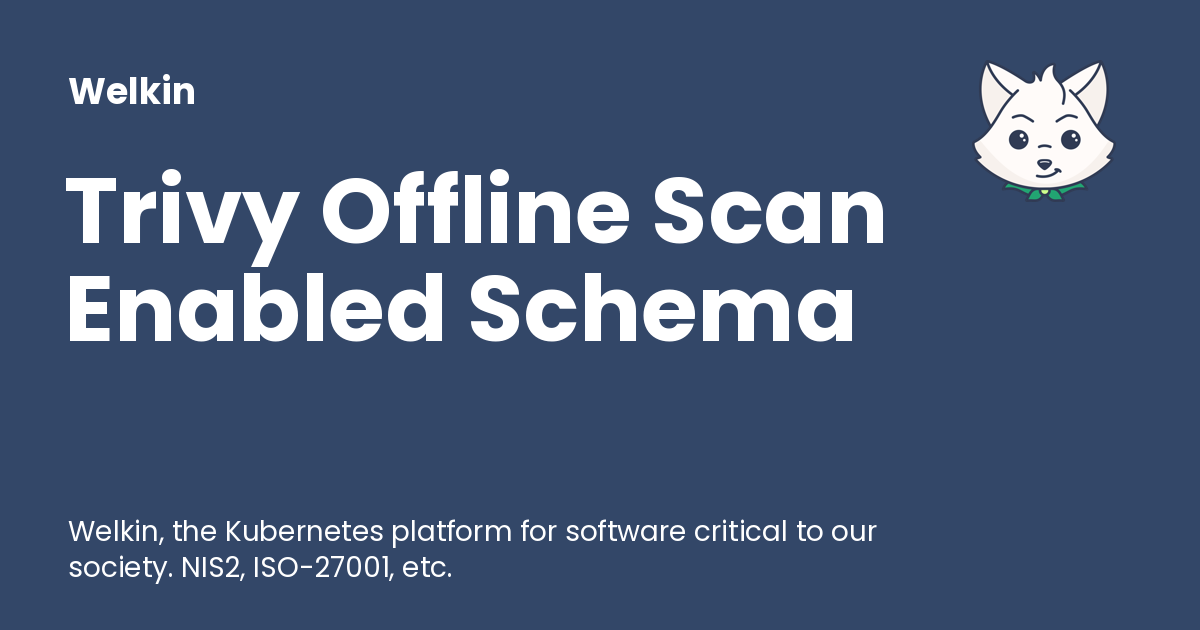 Welkin
Trivy Offline Scan
Enabled Schema
Welkin, the Kubernetes platform for software critical to our
society. NIS2, ISO-27001, etc.